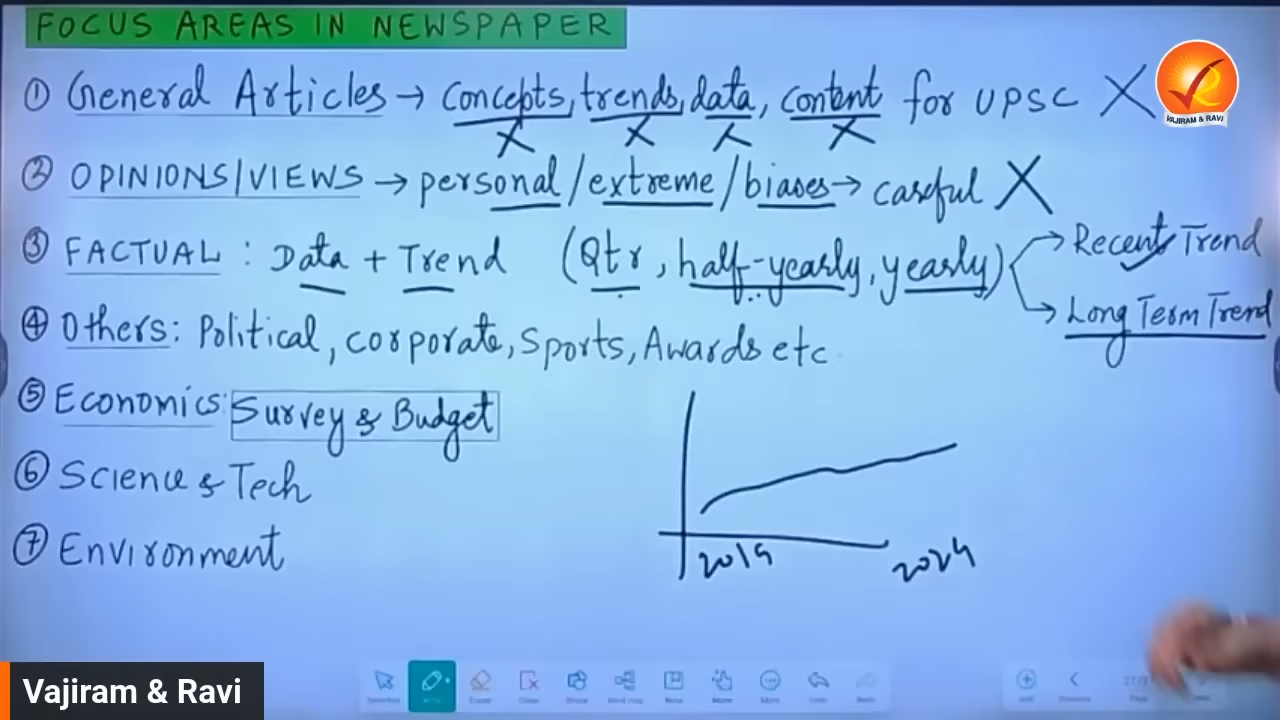 FOCUS AREAS IN NEWSPAPER
① General Articles → concepts, trends, data, content for UPSC X
X X X X
VAJIRAM & RAVI
② OPINIONS/VIEWS → personal/extreme/biases → careful X
③ FACTUAL : Data + Trend (Qtr, half-yearly, yearly)
→ Recent Trend
→ Long Term Trend
④ Others: Political, corporate, Sports, Awards etc
⑤ Economics: Survey & Budget
⑥ Science & Tech
⑦ Environment
2019 2024
Vajiram & Ravi